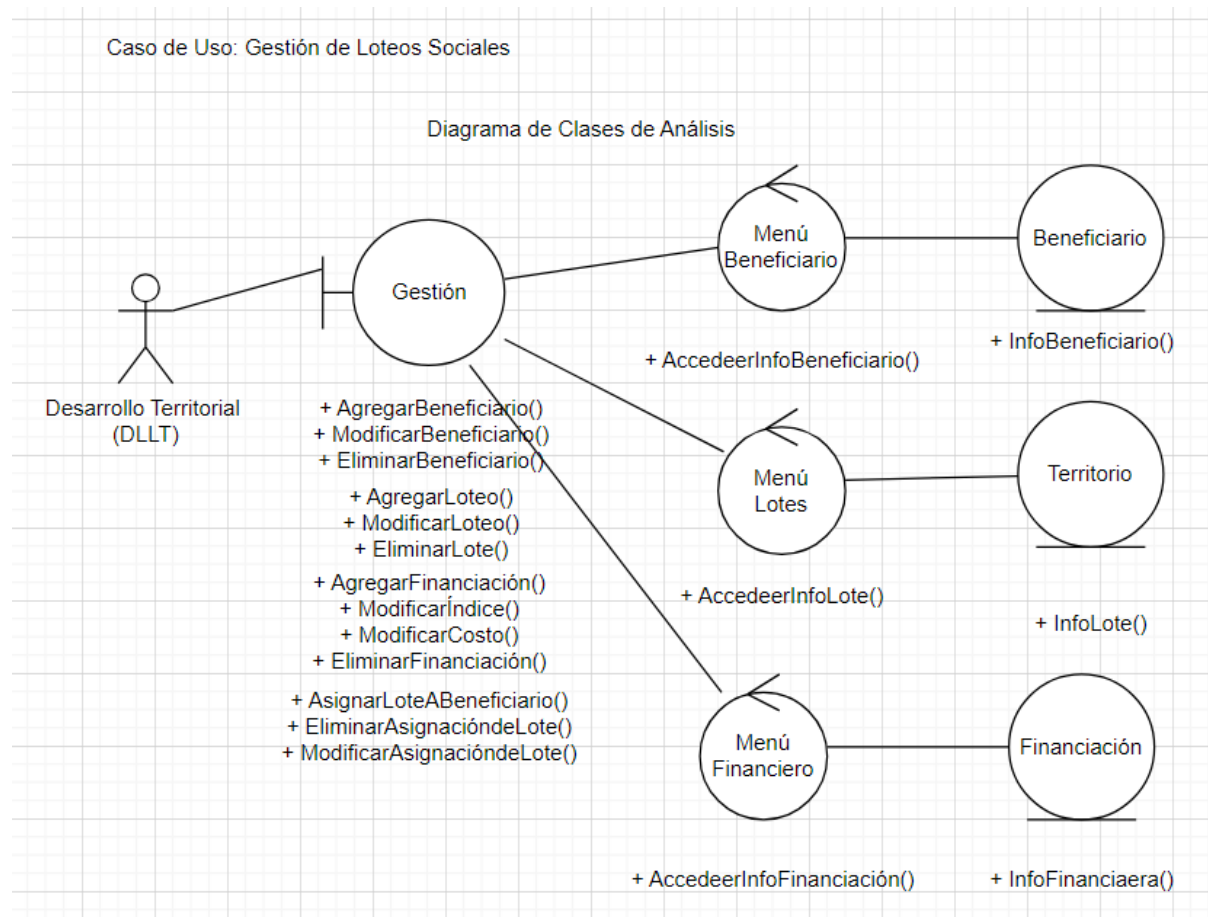 Caso de Uso: Gestión de Loteos Sociales
Diagrama de Clases de Análisis
Desarrollo Territorial
(DLLT)
Gestión
+ AgregarBeneficiario()
+ ModificarBeneficiario()
+ EliminarBeneficiario()
+ AgregarLoteo()
+ ModificarLoteo()
+ EliminarLote()
+ AgregarFinanciación()
+ ModificarÍndice()
+ ModificarCosto()
+ EliminarFinanciación()
+ AsignarLoteABeneficiario()
+ EliminarAsignacióndeLote()
+ ModificarAsignacióndeLote()
Menú
Beneficiario
+ AccedeerInfoBeneficiario()
Beneficiario
+ InfoBeneficiario()
Menú
Lotes
+ AccedeerInfoLote()
Territorio
+ InfoLote()
Menú
Financiero
+ AccedeerInfoFinanciación()
Financiación
+ InfoFinanciaera()